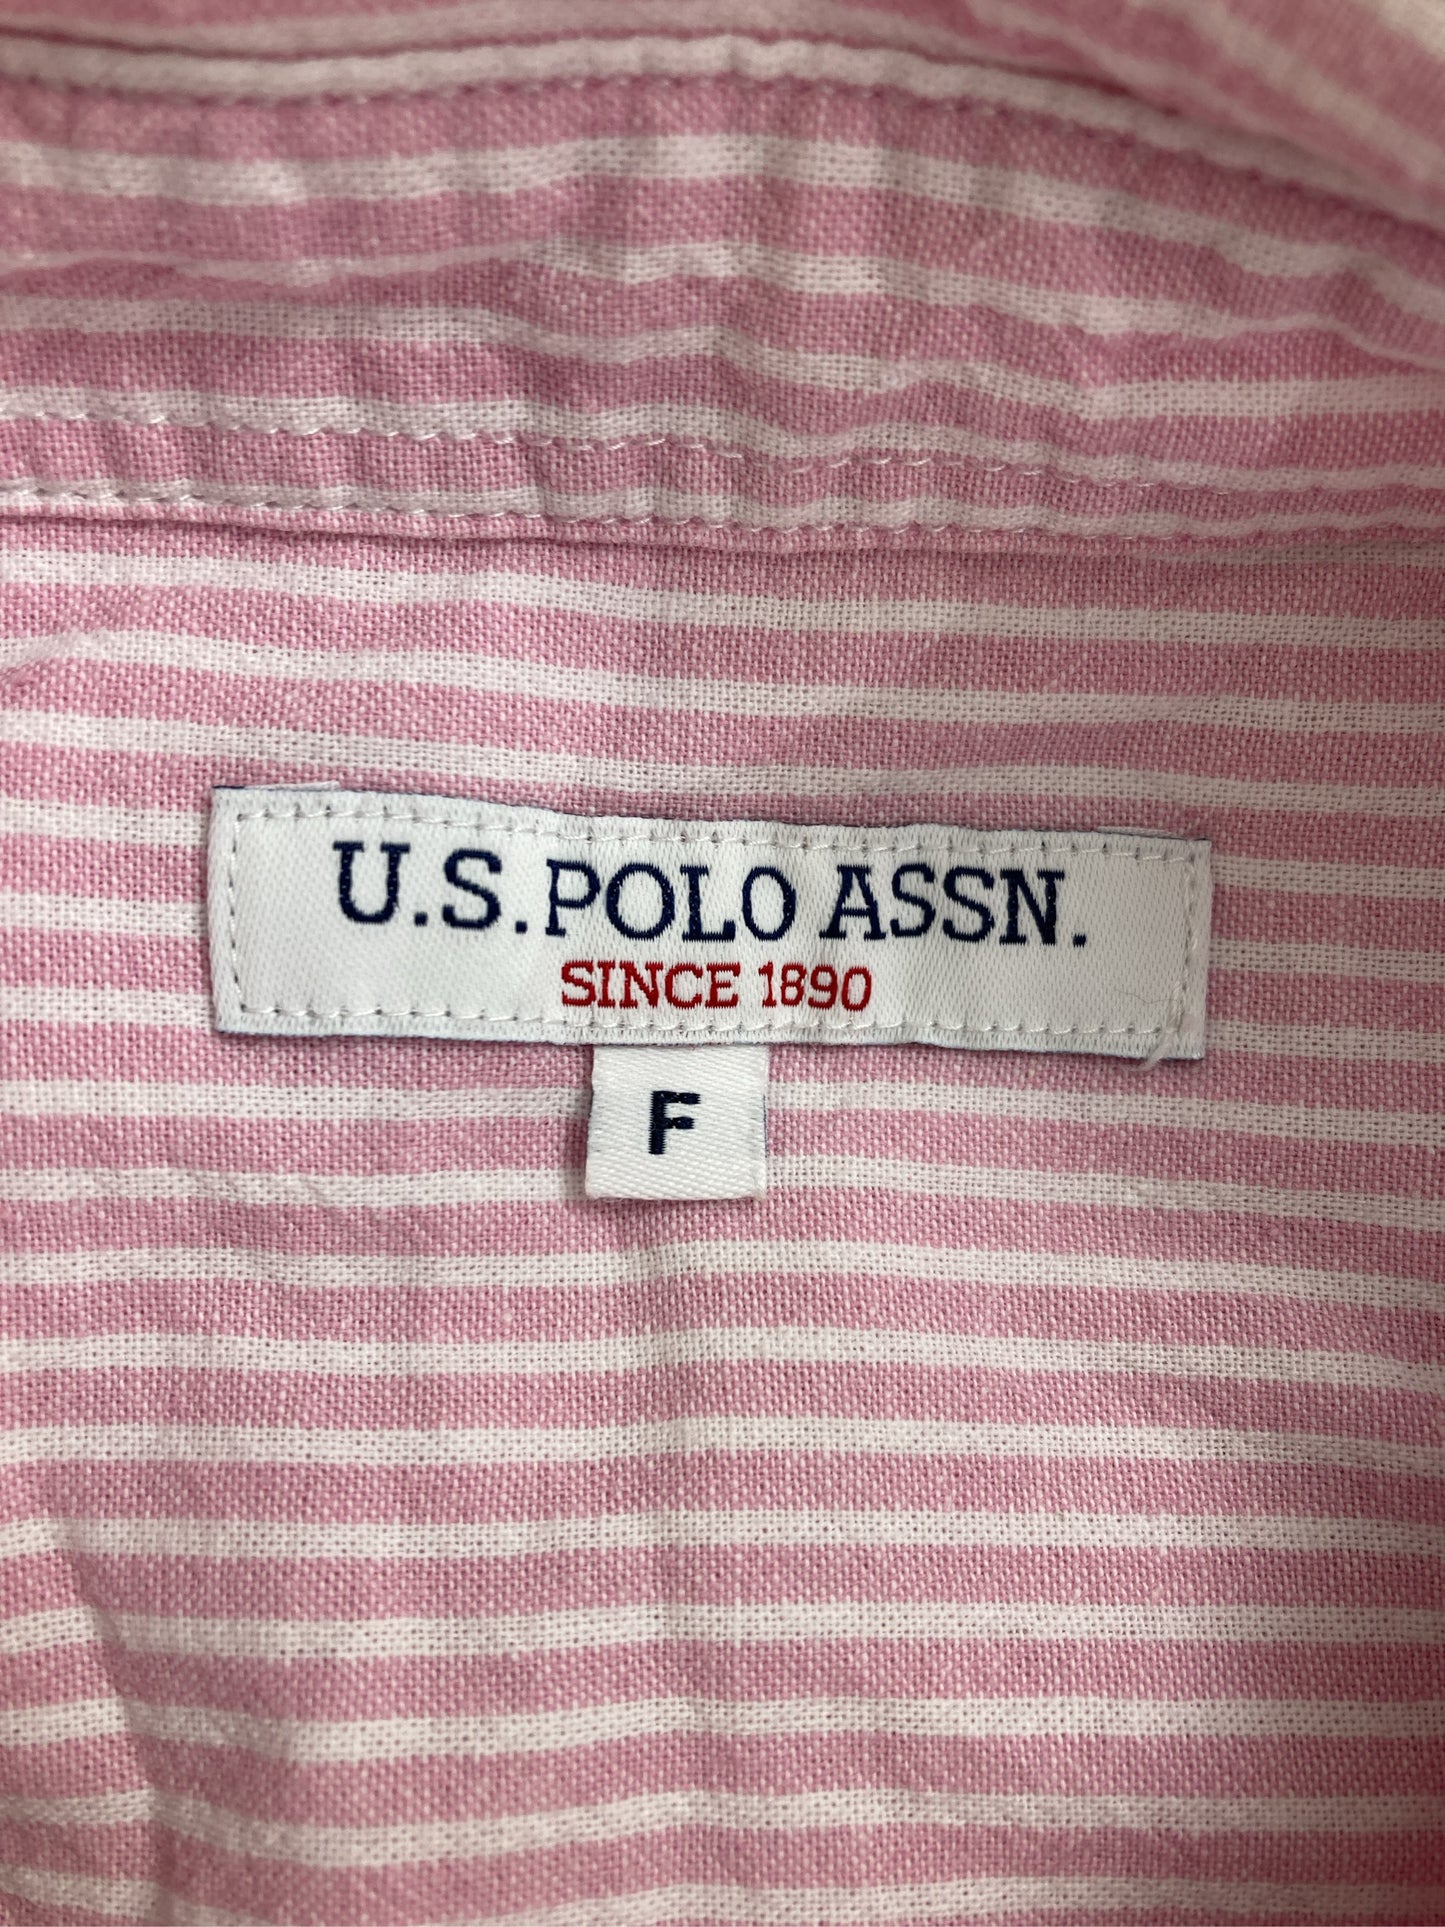 U.S. POLO ASSN.
SINCE 1890
F